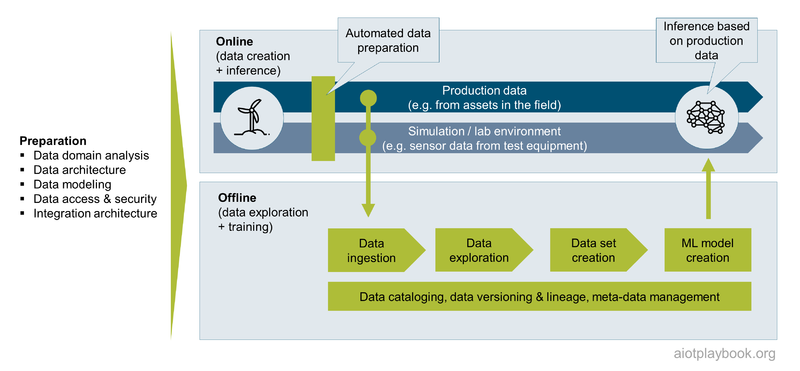 Preparation
▪ Data domain analysis
▪ Data architecture
▪ Data modeling
▪ Data access & security
▪ Integration architecture
Online
(data creation
+ inference)
Automated data
preparation
Inference based
on production
data
Production data
(e.g. from assets in the field)
Simulation / lab environment
(e.g. sensor data from test equipment)
Offline
(data exploration
+ training)
Data
ingestion
Data
exploration
Data set
creation
ML model
creation
Data cataloging, data versioning & lineage, meta-data management
aiotplaybook.org